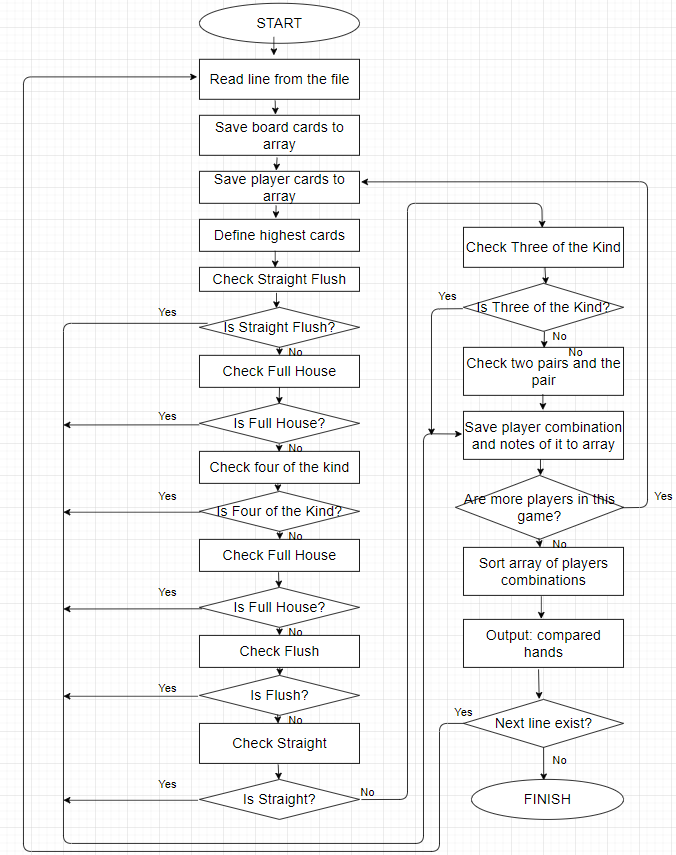 START
Read line from the file
Save board cards to
array
Save player cards to
array
Define highest cards
Check Straight Flush
Yes
Is Straight Flush?
No
Check Full House
Yes
Is Full House?
No
Check four of the kind
Yes
Is Four of the Kind?
No
Check Full House
Yes
Is Full House?
No
Check Flush
Yes
Is Flush?
No
Check Straight
Yes
Is Straight?
No
Check Three of the Kind
Yes
Is Three of the Kind?
No
No
Check two pairs and the
pair
Save player combination
and notes of it to array
Are more players in this
game?
Yes
No
Sort array of players
combinations
Output: compared
hands
Yes
Next line exist?
No
FINISH